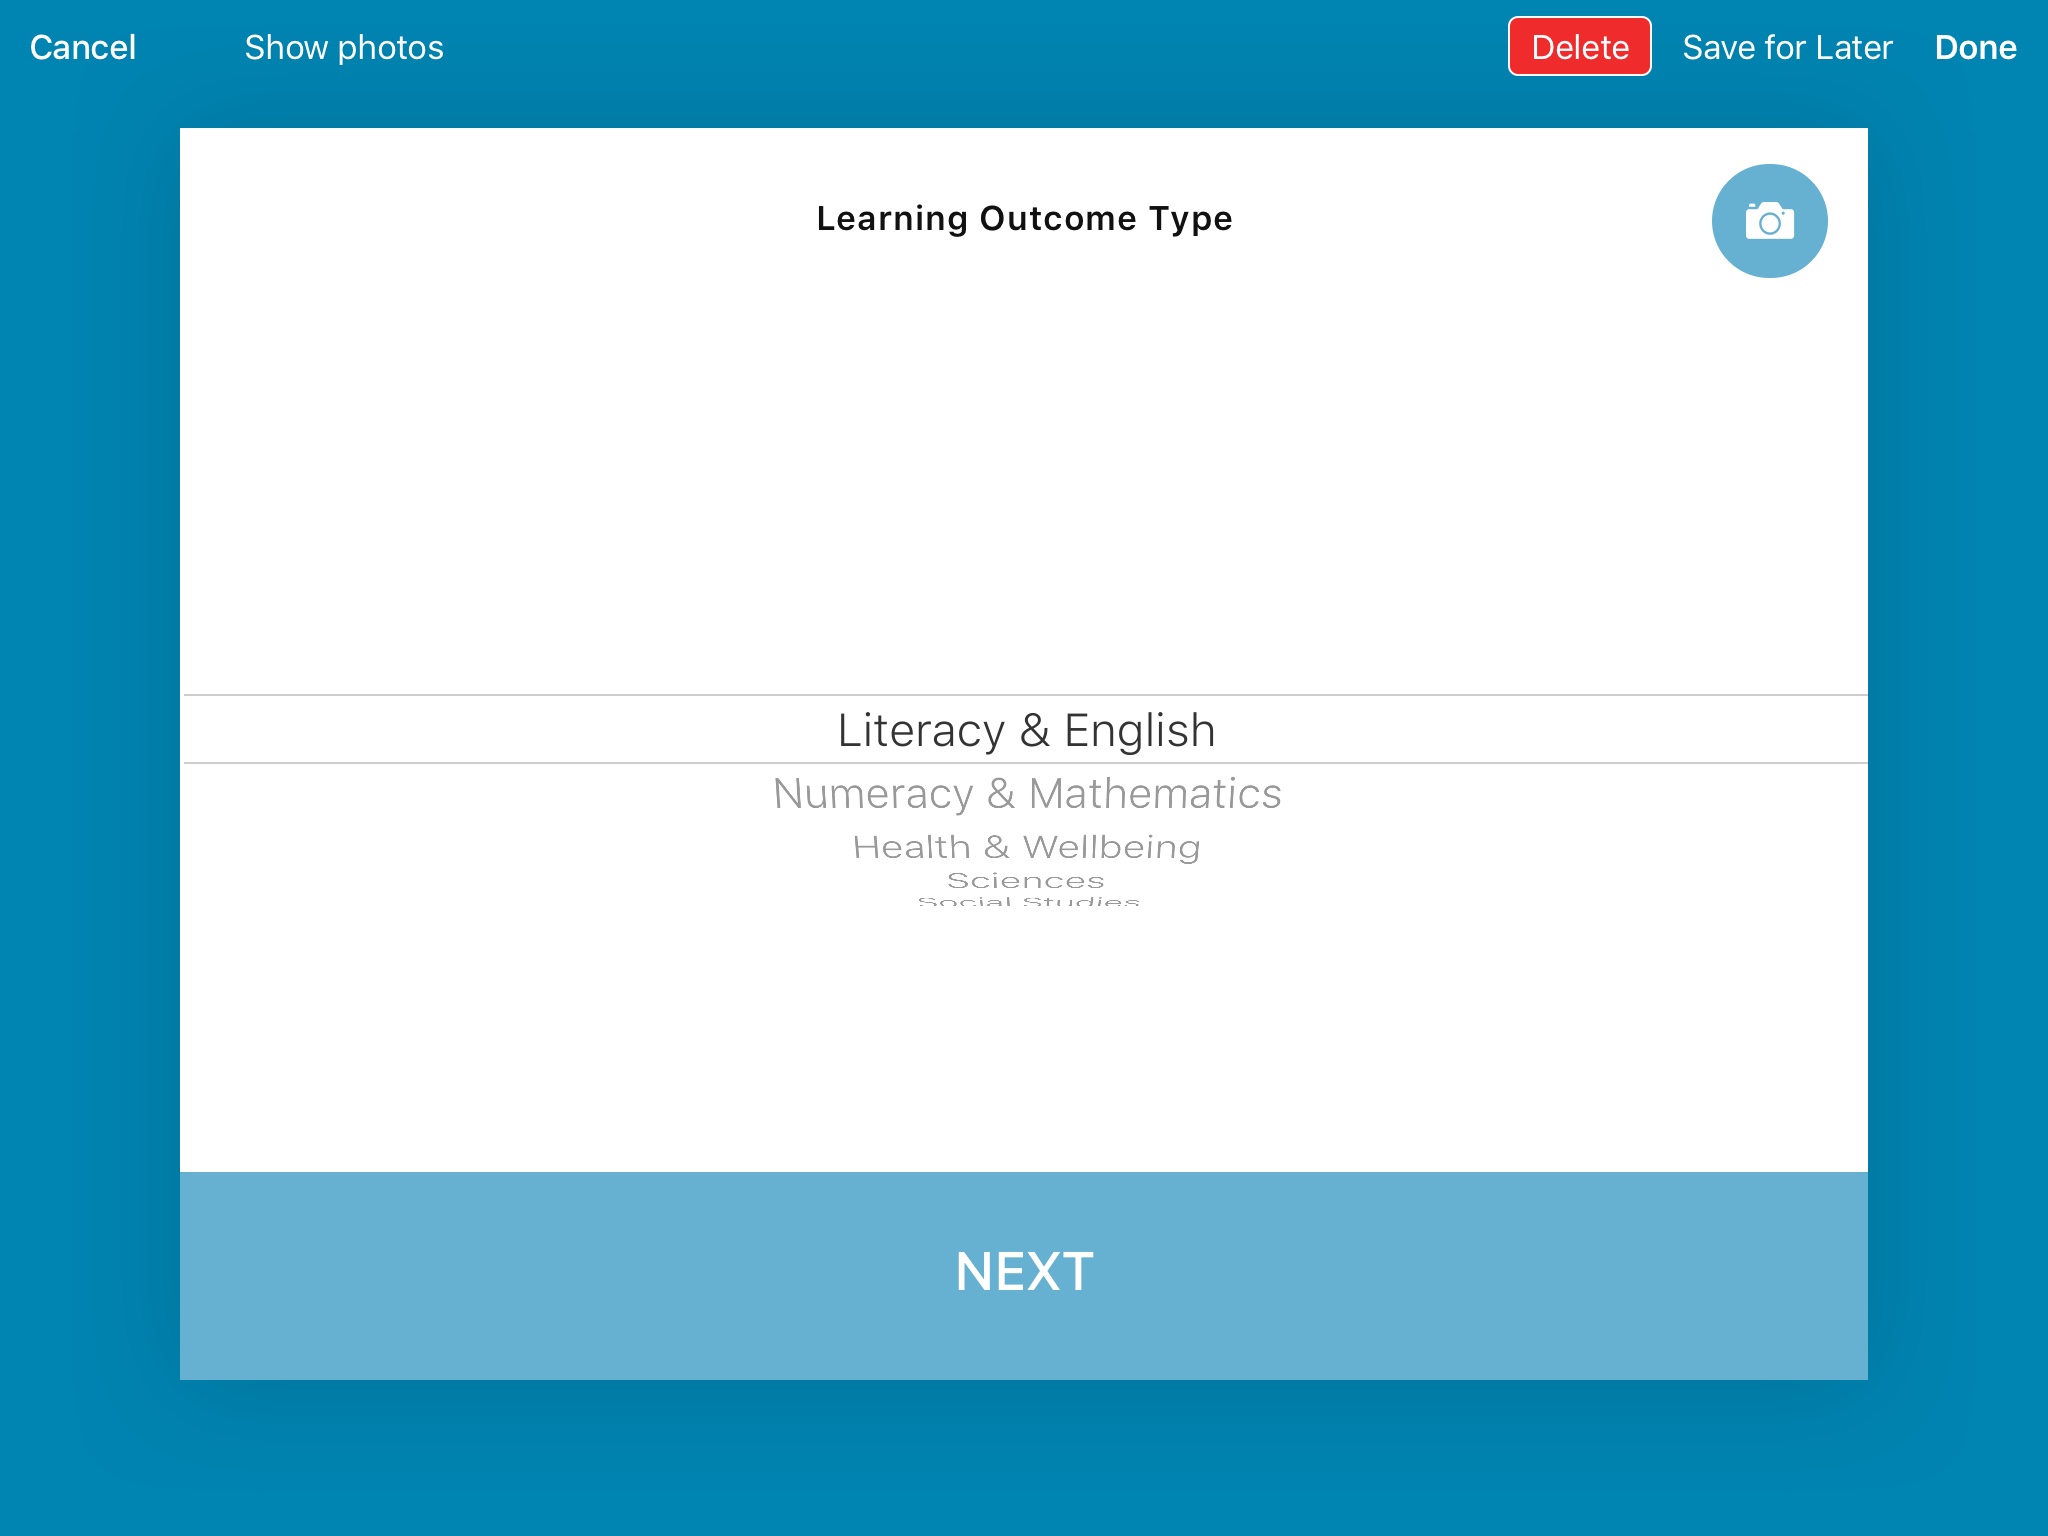 Cancel Show photos Delete Save for Later Done
Learning Outcome Type
Literacy & English
Numeracy & Mathematics
Health & Wellbeing
Sciences
Social Studies
NEXT